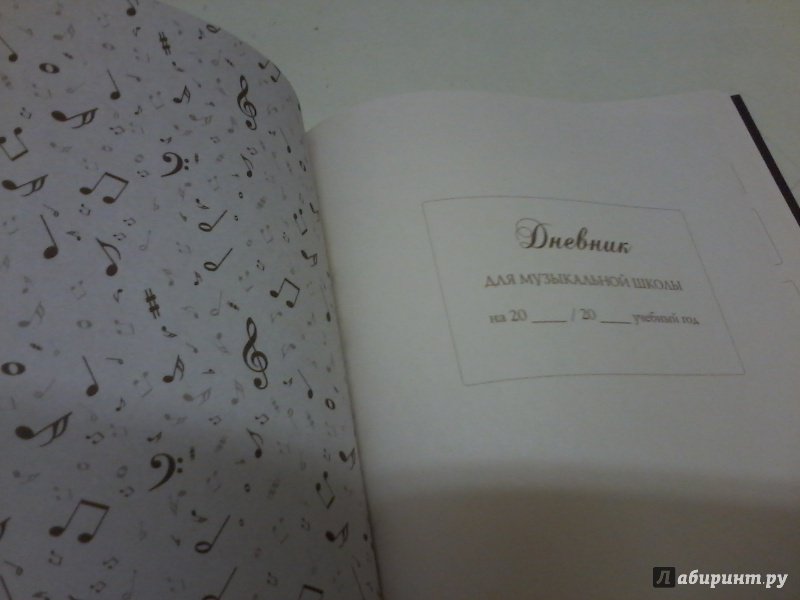 Дневник
ДЛЯ МУЗЫКАЛЬНОЙ ШКОЛЫ
на 20 ____ / 20 ____ учебный год
Лабиринт.ру